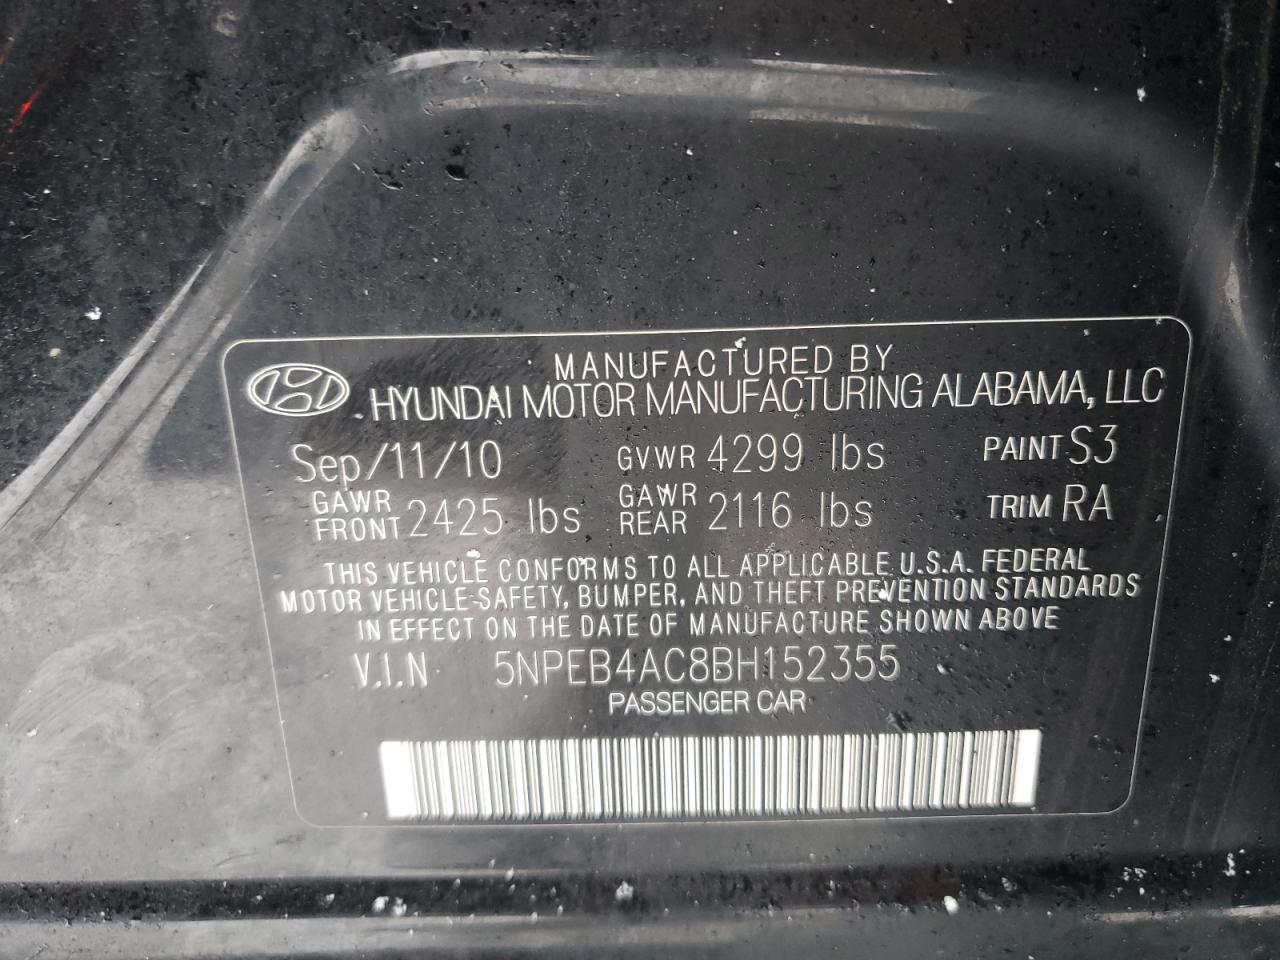 MANUFACTURED BY
HYUNDAI MOTOR MANUFACTURING ALABAMA, LLC
Sep/11/10 GVWR 4299 lbs PAINT S3
GAWR FRONT 2425 lbs GAWR REAR 2116 lbs TRIM RA
THIS VEHICLE CONFORMS TO ALL APPLICABLE U.S.A. FEDERAL
MOTOR VEHICLE SAFETY, BUMPER, AND THEFT PREVENTION STANDARDS
IN EFFECT ON THE DATE OF MANUFACTURE SHOWN ABOVE
V.I.N 5NPEB4AC8BH152355
PASSENGER CAR